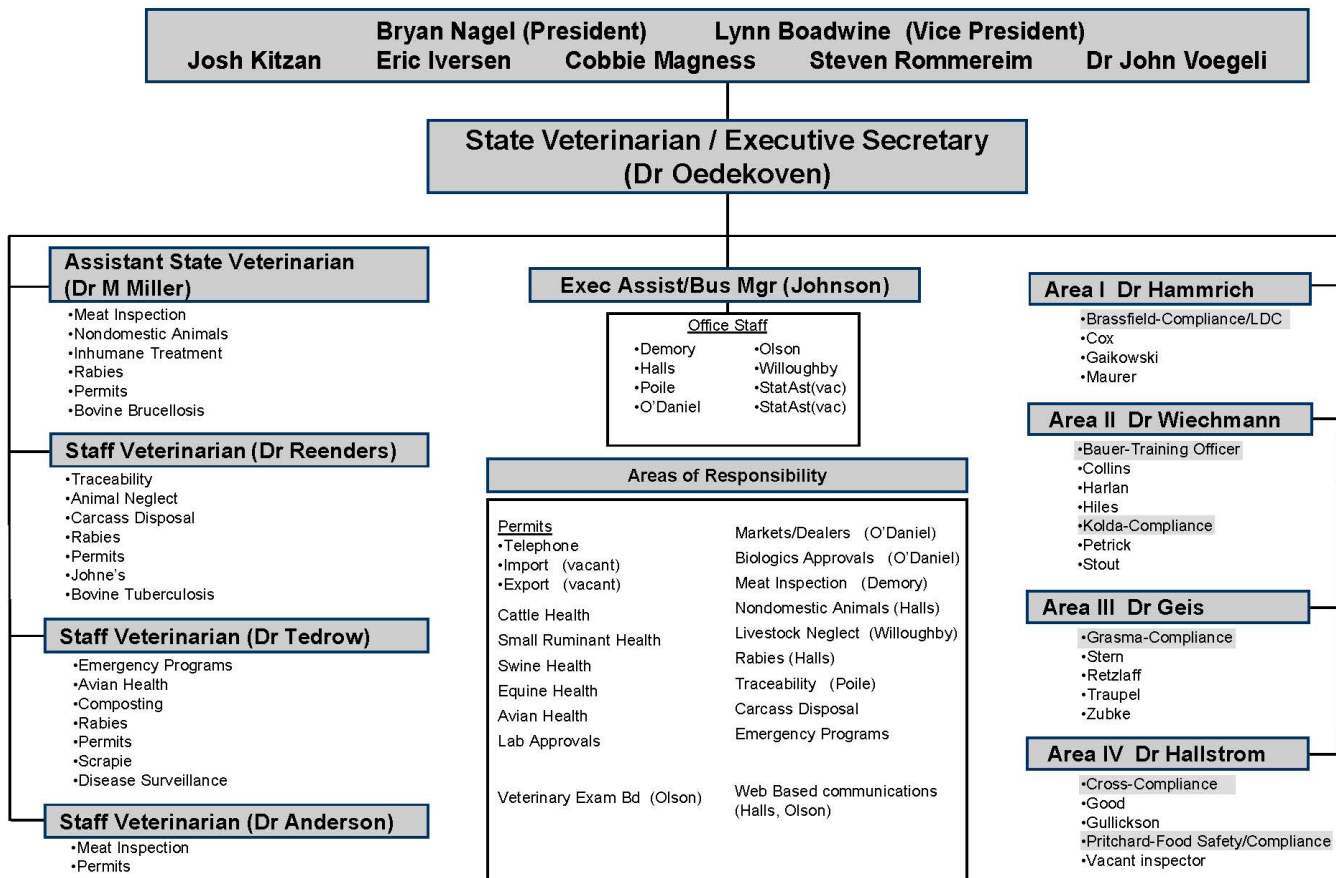 Bryan Nagel (President) Lynn Boadwine (Vice President)
Josh Kitzan Eric Iversen Cobbie Magness Steven Rommereim Dr John Voegeli
State Veterinarian / Executive Secretary
(Dr Oedekoven)
Assistant State Veterinarian
(Dr M Miller)
•Meat Inspection
•Nondomestic Animals
•Inhumane Treatment
•Rabies
•Permits
•Bovine Brucellosis
Staff Veterinarian (Dr Reenders)
•Traceability
•Animal Neglect
•Carcass Disposal
•Rabies
•Permits
•Johne's
•Bovine Tuberculosis
Staff Veterinarian (Dr Tedrow)
•Emergency Programs
•Avian Health
•Composting
•Rabies
•Permits
•Scrapie
•Disease Surveillance
Staff Veterinarian (Dr Anderson)
•Meat Inspection
•Permits
Exec Assist/Bus Mgr (Johnson)
Office Staff
•Demory
•Halls
•Poile
•O'Daniel
•Olson
•Willoughby
•StatAst(vac)
•StatAst(vac)
Areas of Responsibility
Permits
•Telephone
•Import (vacant)
•Export (vacant)
Cattle Health
Small Ruminant Health
Swine Health
Equine Health
Avian Health
Lab Approvals
Veterinary Exam Bd (Olson)
Markets/Dealers (O'Daniel)
Biologics Approvals (O'Daniel)
Meat Inspection (Demory)
Nondomestic Animals (Halls)
Livestock Neglect (Willoughby)
Rabies (Halls)
Traceability (Poile)
Carcass Disposal
Emergency Programs
Web Based communications
(Halls, Olson)
Area I Dr Hammrich
•Brassfield-Compliance/LDC
•Cox
•Gaikowski
•Maurer
Area II Dr Wiechmann
•Bauer-Training Officer
•Collins
•Harlan
•Hiles
•Kolda-Compliance
•Petrick
•Stout
Area III Dr Geis
•Grasma-Compliance
•Stern
•Retzlaff
•Traupel
•Zubke
Area IV Dr Hallstrom
•Cross-Compliance
•Good
•Gullickson
•Pritchard-Food Safety/Compliance
•Vacant inspector